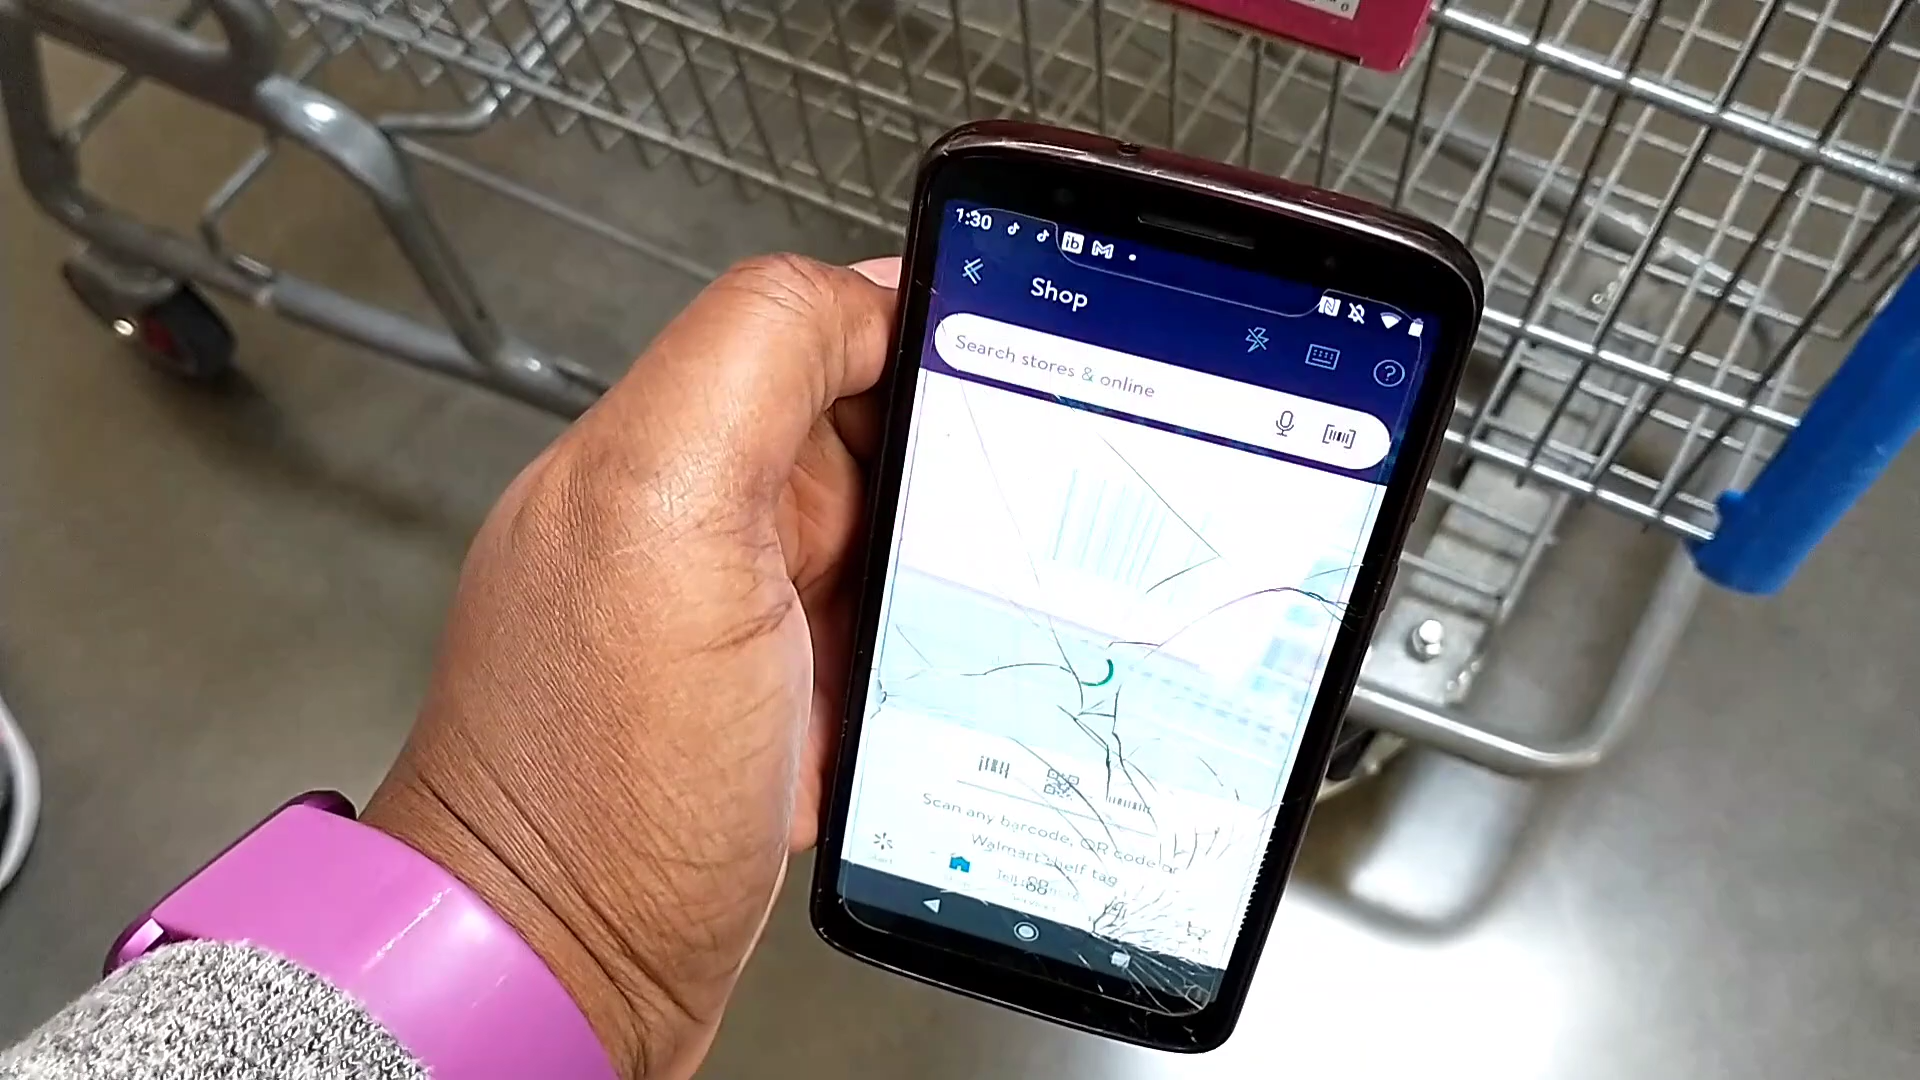 1:30
Shop
Search stores & online
Scan any barcode, QR code or
Walmart shelf tag